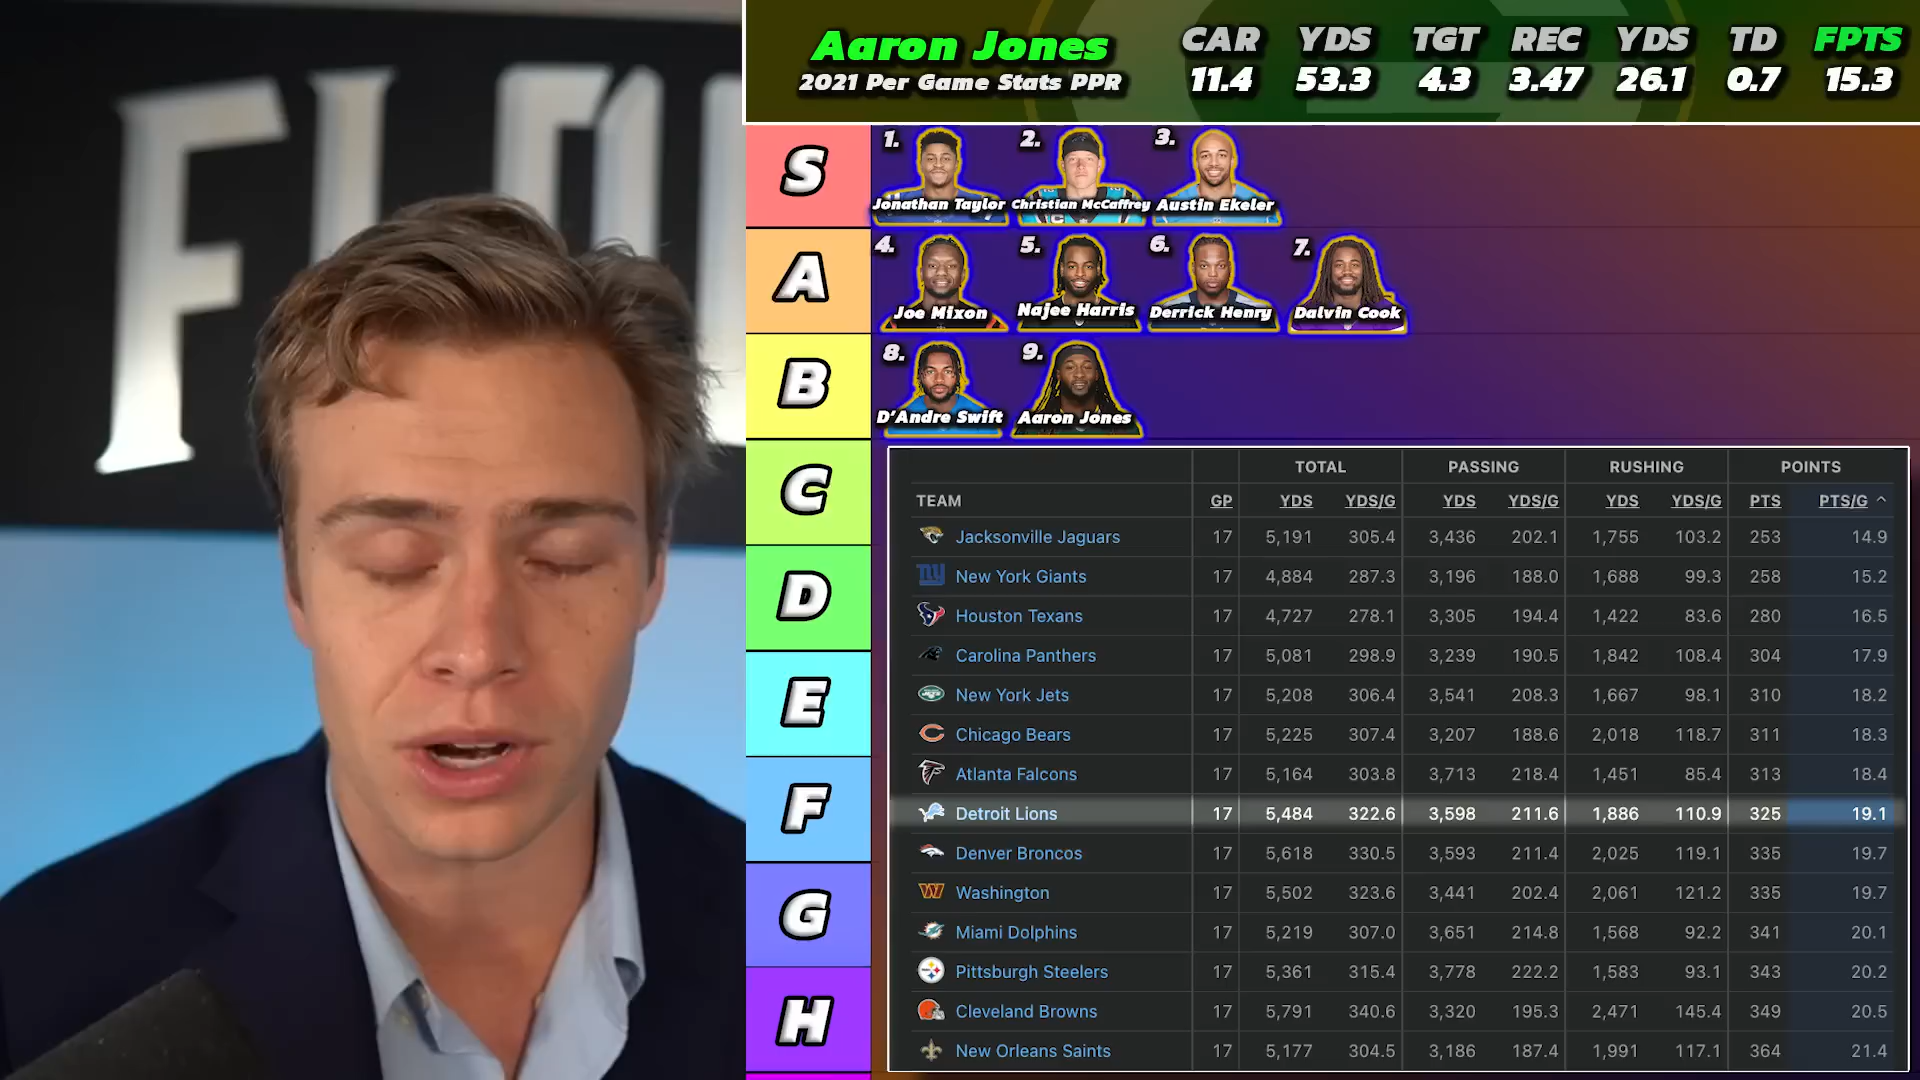 Aaron Jones
2021 Per Game Stats PPR
CAR YDS TGT REC YDS TD FPTS
11.4 53.3 4.3 3.47 26.1 0.7 15.3
S
1. 2. 3.
Jonathan Taylor Christian McCaffrey Austin Ekeler
A
4. 5. 6. 7.
Joe Mixon Najee Harris Derrick Henry Dalvin Cook
B
8. 9.
D'Andre Swift Aaron Jones
C
D
E
F
G
H
TOTAL PASSING RUSHING POINTS
TEAM GP YDS YDS/G YDS YDS/G YDS YDS/G PTS PTS/G ^
Jacksonville Jaguars 17 5,191 305.4 3,436 202.1 1,755 103.2 253 14.9
New York Giants 17 4,884 287.3 3,196 188.0 1,688 99.3 258 15.2
Houston Texans 17 4,727 278.1 3,305 194.4 1,422 83.6 280 16.5
Carolina Panthers 17 5,081 298.9 3,239 190.5 1,842 108.4 304 17.9
New York Jets 17 5,208 306.4 3,541 208.3 1,667 98.1 310 18.2
Chicago Bears 17 5,225 307.4 3,207 188.6 2,018 118.7 311 18.3
Atlanta Falcons 17 5,164 303.8 3,713 218.4 1,451 85.4 313 18.4
Detroit Lions 17 5,484 322.6 3,598 211.6 1,886 110.9 325 19.1
Denver Broncos 17 5,618 330.5 3,593 211.4 2,025 119.1 335 19.7
Washington 17 5,502 323.6 3,441 202.4 2,061 121.2 335 19.7
Miami Dolphins 17 5,219 307.0 3,651 214.8 1,568 92.2 341 20.1
Pittsburgh Steelers 17 5,361 315.4 3,778 222.2 1,583 93.1 343 20.2
Cleveland Browns 17 5,791 340.6 3,320 195.3 2,471 145.4 349 20.5
New Orleans Saints 17 5,177 304.5 3,186 187.4 1,991 117.1 364 21.4